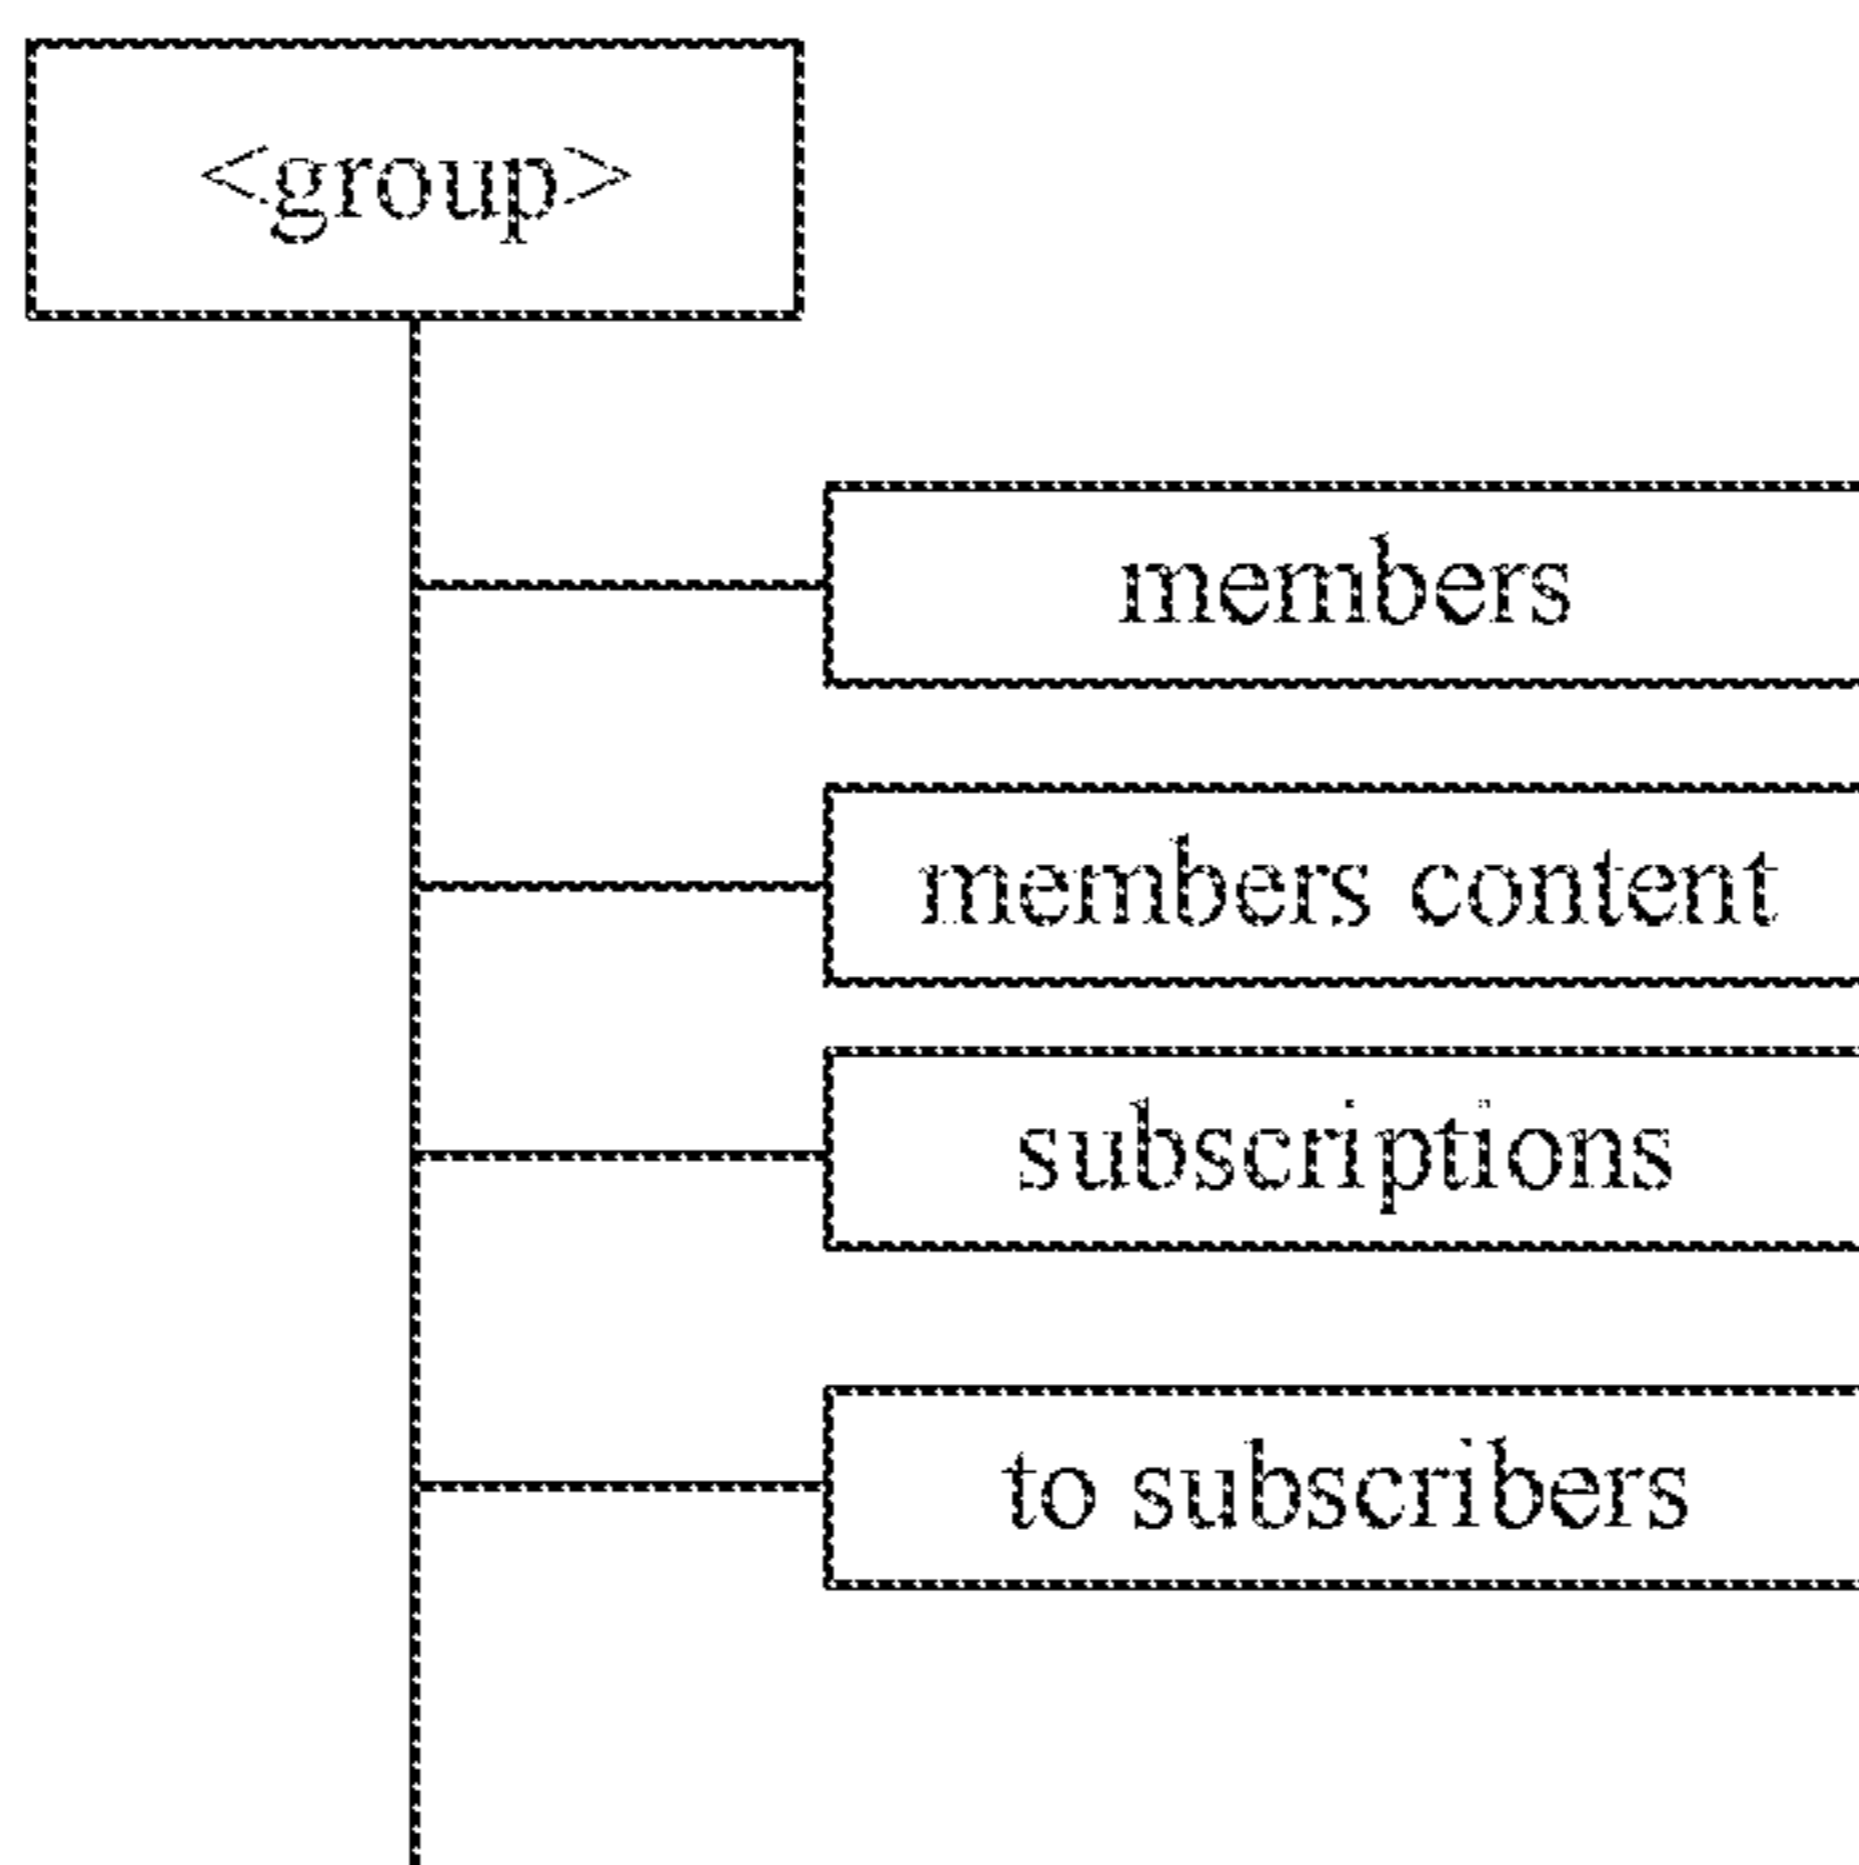 <group>
members
members content
subscriptions
to subscribers